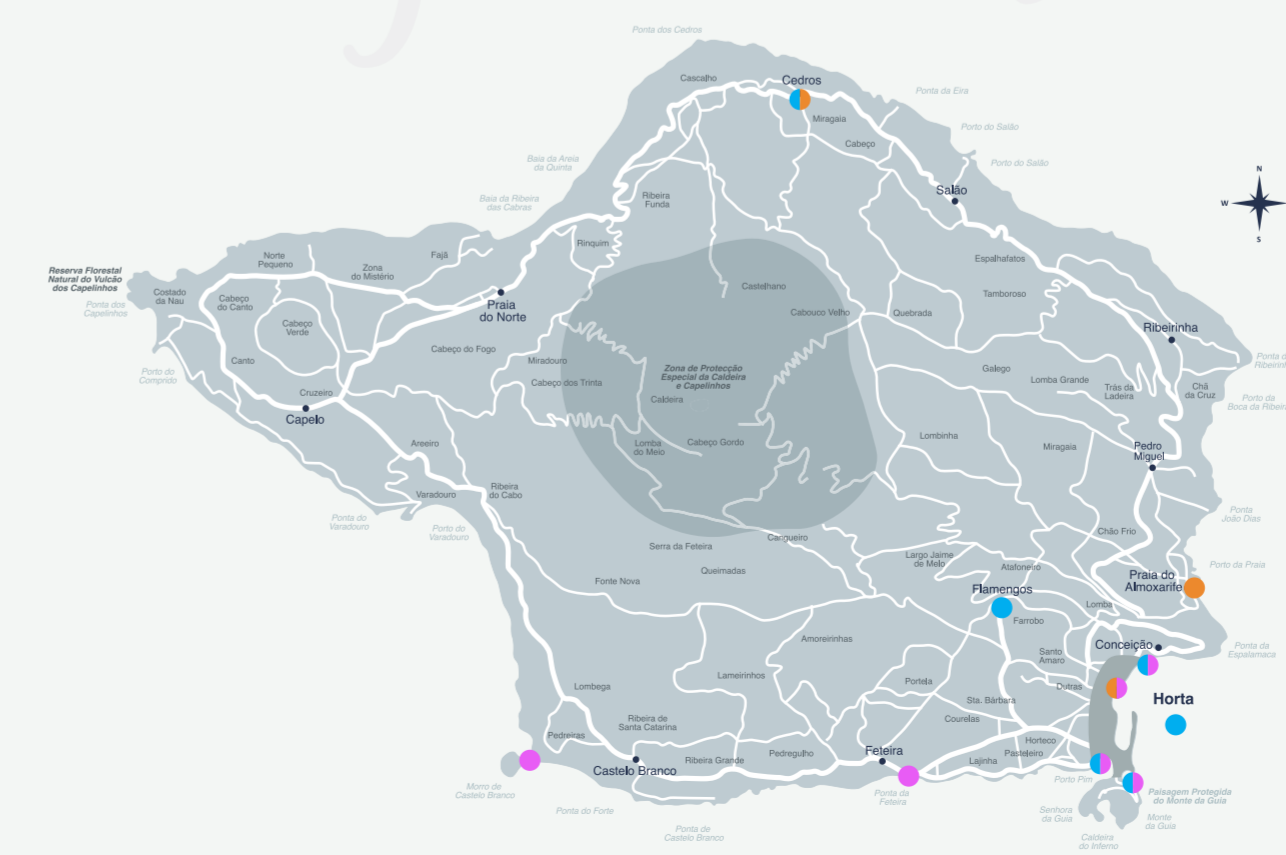 Ponta dos Cedros
Cascalho
Cedros
Ponta da Eira
Miragaia
Porto do Salão
Cabeço
Baia da Areia
da Quinta
Porto do Salão
N
Salão
Ribeira
Funda
Baia da Ribeira
das Cabras
W
S
Rinquim
Norte
Pequeno
Fajã
Zona
do Mistério
Espalhafatos
Reserva Florestal
Natural do Vulcão
dos Capelinhos
Costado
da Nau
Castelhano
Tamboroso
Cabeço
do Canto
Ponta dos
Capelinhos
Praia
do Norte
Cabouco Velho
Quebrada
Cabeço
Verde
Ribeirinha
Cabeço do Fogo
Canto
Miradouro
Porto do
Comprido
Zona de Protecção
Especial da Caldeira
e Capelinhos
Galego
Lomba Grande
Cabeço dos Trinta
Trás da
Ladeira
Chã
da Cruz
Cruzeiro
Caldeira
Capelo
Areeiro
Lomba
do Meio
Cabeço Gordo
Lombinha
Miragaia
Pedro
Miguel
Varadouro
Ribeira
do Cabo
Ponta
João Dias
Ponta do
Varadouro
Porto do
Varadouro
Chão Frio
Cangueiro
Serra da Feteira
Largo Jaime
de Melo
Atafoneiro
Porto da Praia
Queimadas
Fonte Nova
Praia do
Almoxarife
Flamengos
Lomba
Farrobo
Amoreirinhas
Conceição
Ponta da
Espalamaca
Santo
Amaro
Lameirinhos
Portela
Dutras
Lombega
Sta. Bárbara
Horta
Ribeira de
Santa Catarina
Courelas
Pedreiras
Horteco
Feteira
Pedregulho
Pasteleiro
Ribeira Grande
Lajinha
Castelo Branco
Porto Pim
Morro de
Castelo Branco
Ponta da
Feteira
Paisagem Protegida
do Monte da Guia
Ponta do Forte
Senhora
da Guia
Monte
da Guia
Ponta de
Castelo Branco
Caldeira
do Inferno